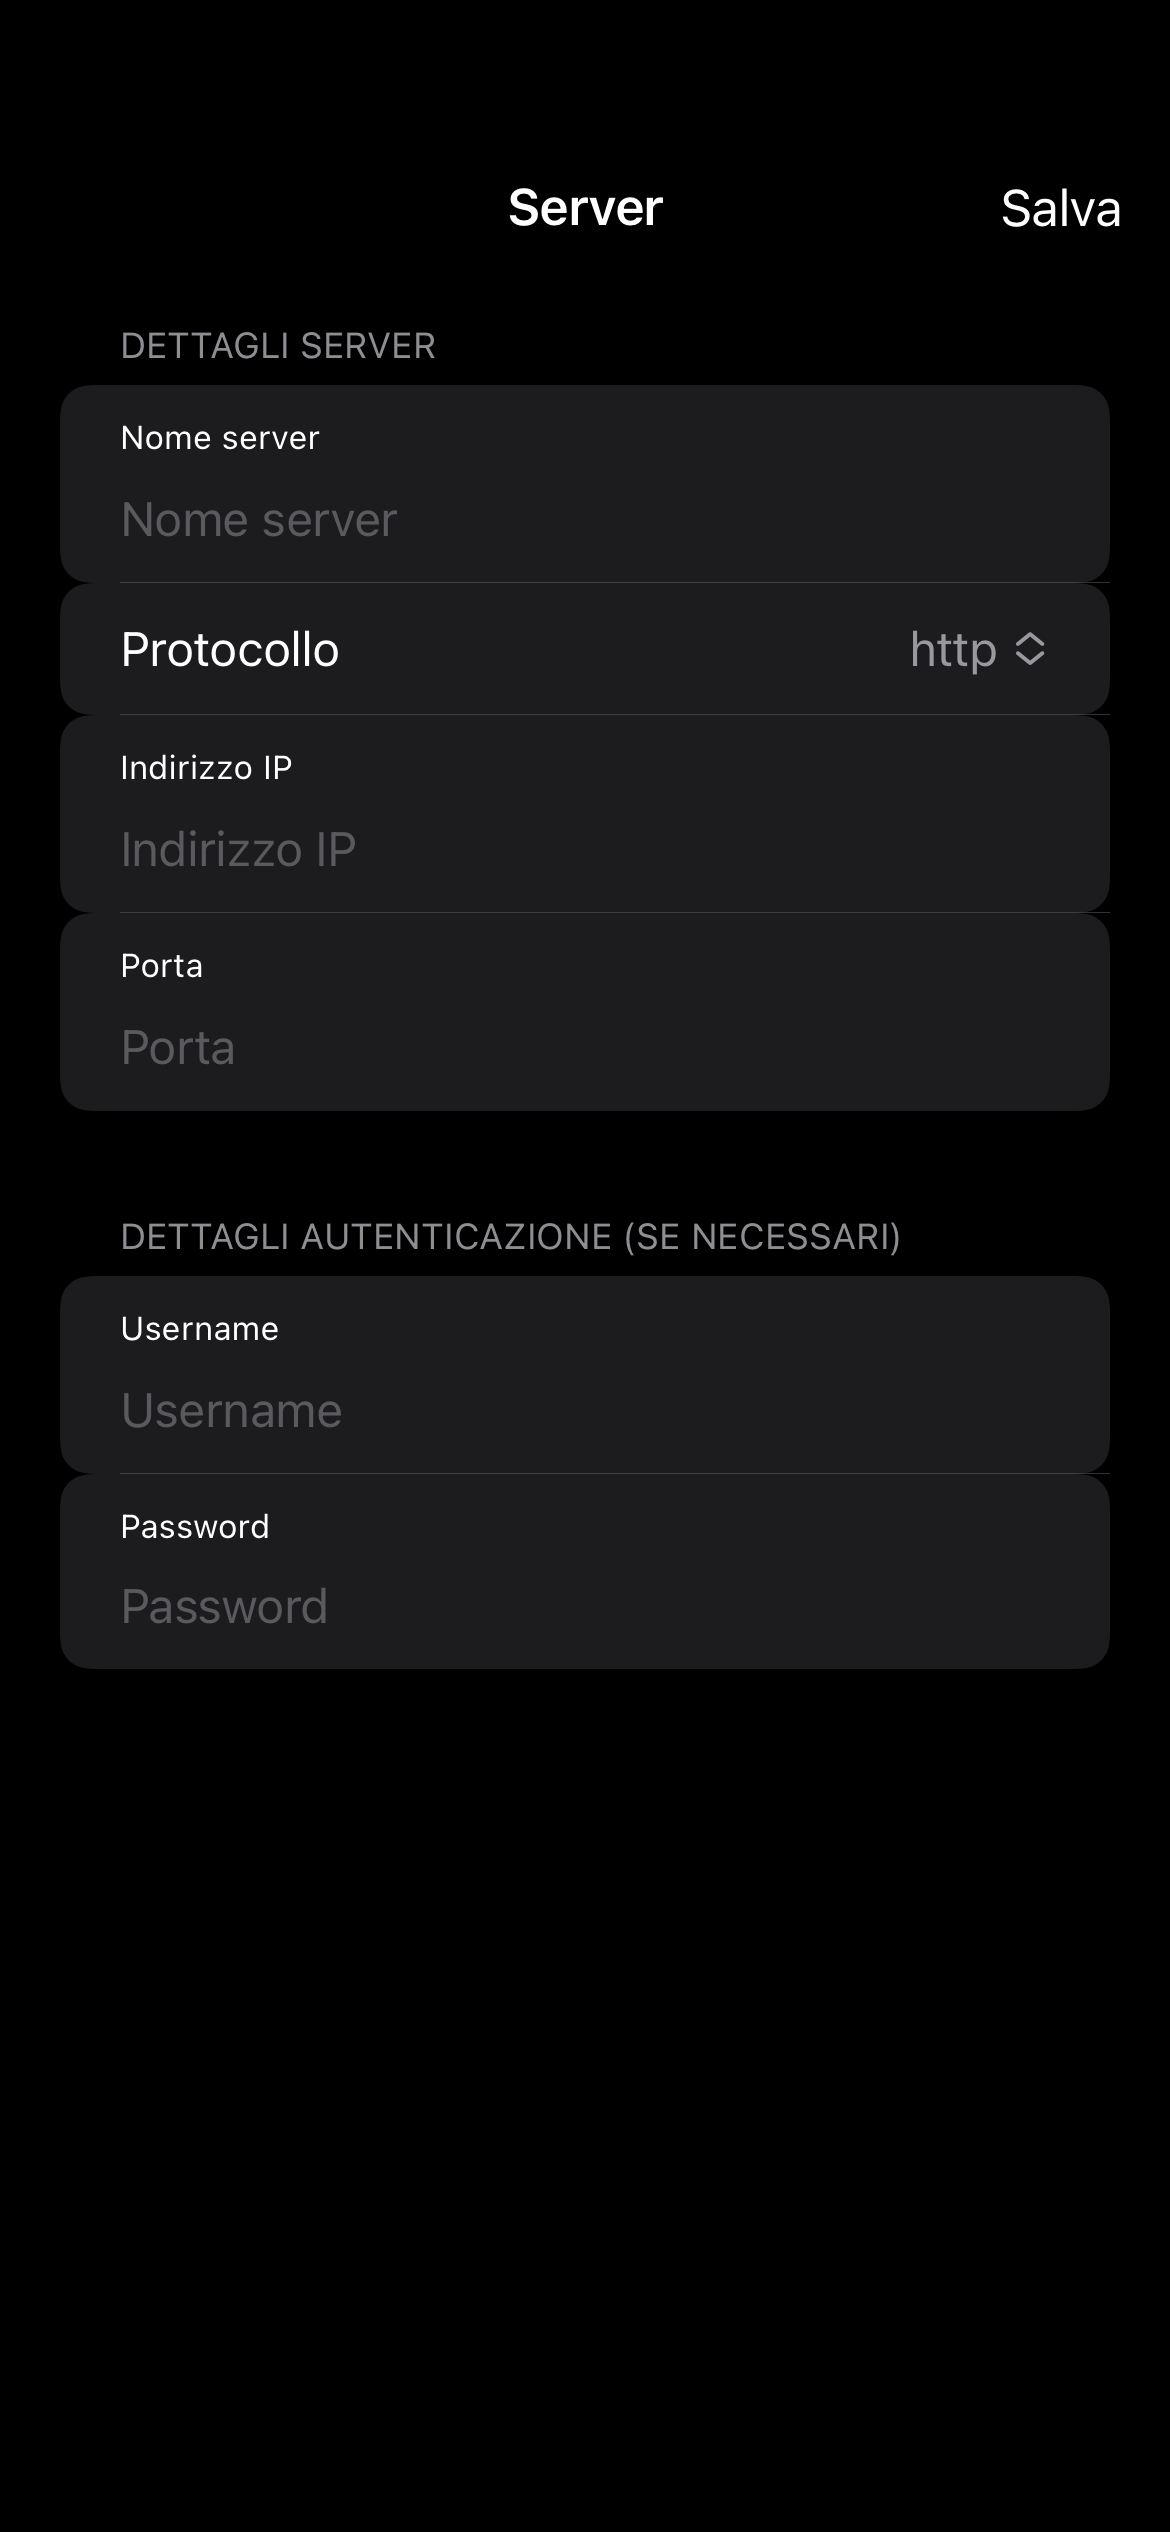 Server
Salva
DETTAGLI SERVER
Nome server
Nome server
Protocollo
http
Indirizzo IP
Indirizzo IP
Porta
Porta
DETTAGLI AUTENTICAZIONE (SE NECESSARI)
Username
Username
Password
Password